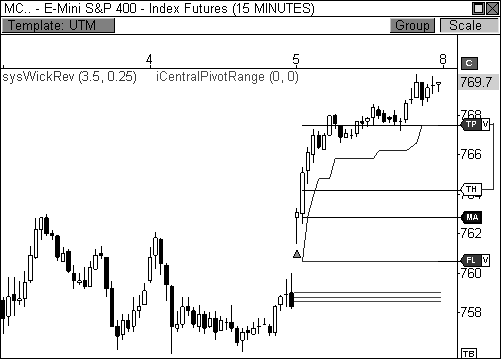 MC.. - E-Mini S&P 400 - Index Futures (15 MINUTES)
Template: UTM Group Scale
4 5 8 C
sysWickRev (3.5, 0.25) iCentralPivotRange (0, 0) 769.7
768
TP V
766
TH V
MA
762
FL V
760
758
TB